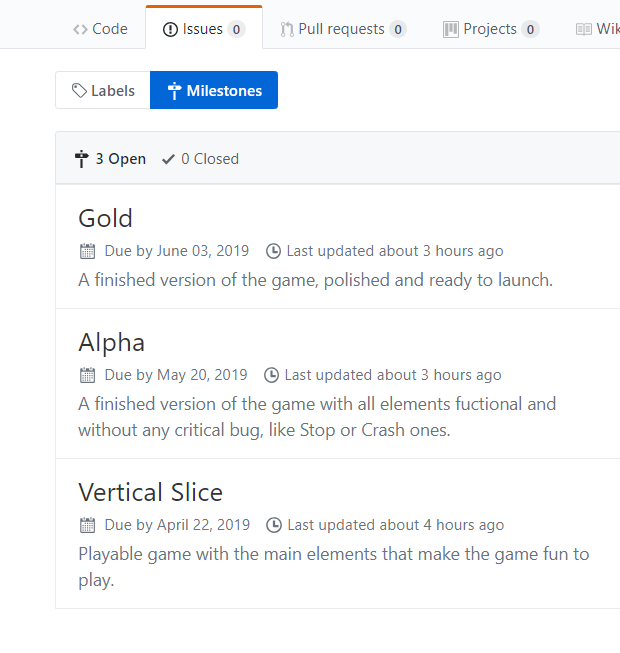 Code Issues 0 Pull requests 0 Projects 0 Wik
Labels Milestones
3 Open 0 Closed
Gold
Due by June 03, 2019 Last updated about 3 hours ago
A finished version of the game, polished and ready to launch.
Alpha
Due by May 20, 2019 Last updated about 3 hours ago
A finished version of the game with all elements fuctional and
without any critical bug, like Stop or Crash ones.
Vertical Slice
Due by April 22, 2019 Last updated about 4 hours ago
Playable game with the main elements that make the game fun to
play.